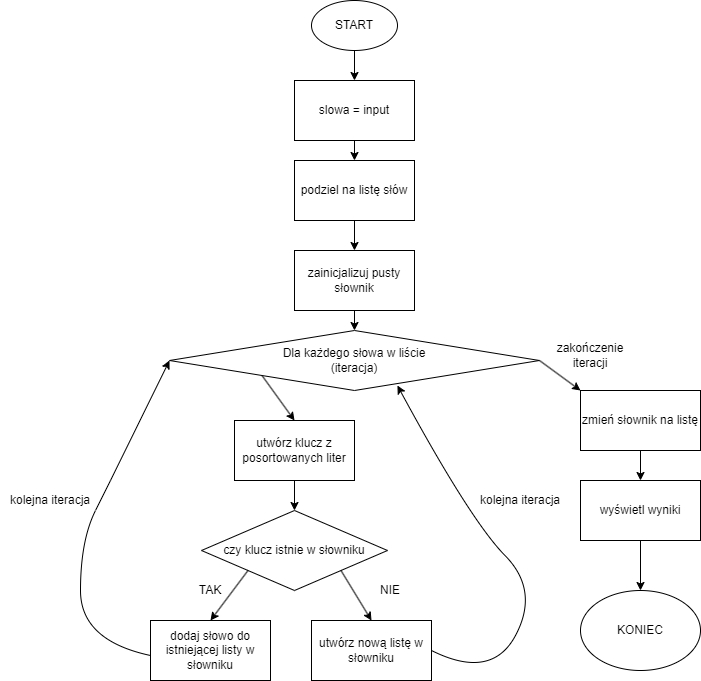 START
slowa = input
podziel na listę słów
zainicjalizuj pusty
słownik
Dla każdego słowa w liście
(iteracja)
zakończenie
iteracji
zmień słownik na listę
utwórz klucz z
posortowanych liter
kolejna iteracja
kolejna iteracja
wyświetl wyniki
czy klucz istnie w słowniku
TAK
NIE
dodaj słowo do
istniejącej listy w
słowniku
utwórz nową listę w
słowniku
KONIEC